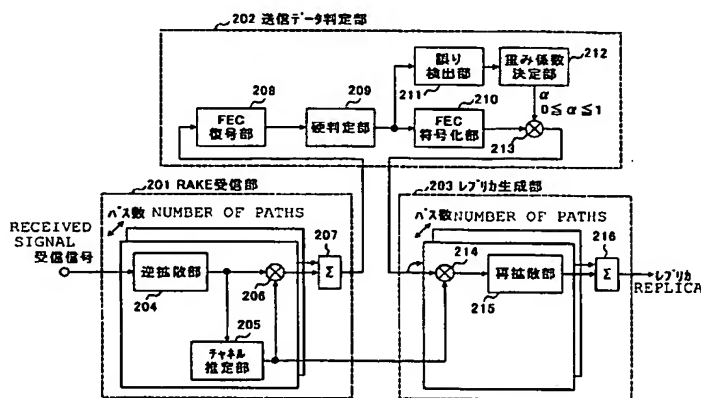 202 送信ﾃﾞｰﾀ判定部
208
FEC
復号部
209
硬判定部
誤り
検出部
211
重み係数
決定部
212
α
0≦α≦1
210
FEC
符号化部
213
201 RAKE受信部
ﾊﾟｽ数 NUMBER OF PATHS
RECEIVED
SIGNAL
受信信号
逆拡散部
204
205
ﾁｬﾈﾙ
推定部
206
207
Σ
203 ﾚﾌﾟﾘｶ生成部
ﾊﾟｽ数 NUMBER OF PATHS
214
再拡散部
215
216
Σ
ﾚﾌﾟﾘｶ
REPLICA